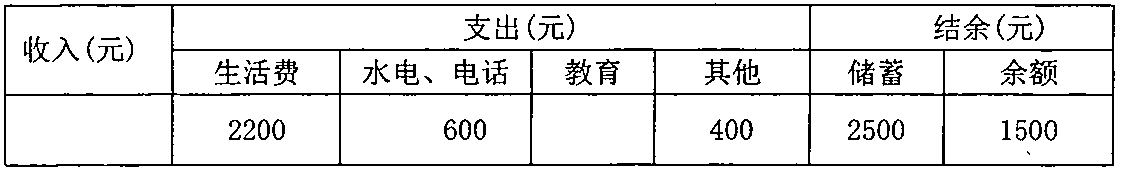 收入(元) 支出(元) 结余(元)
生活费 水电、电话 教育 其他 储蓄 余额
2200 600 400 2500 1500